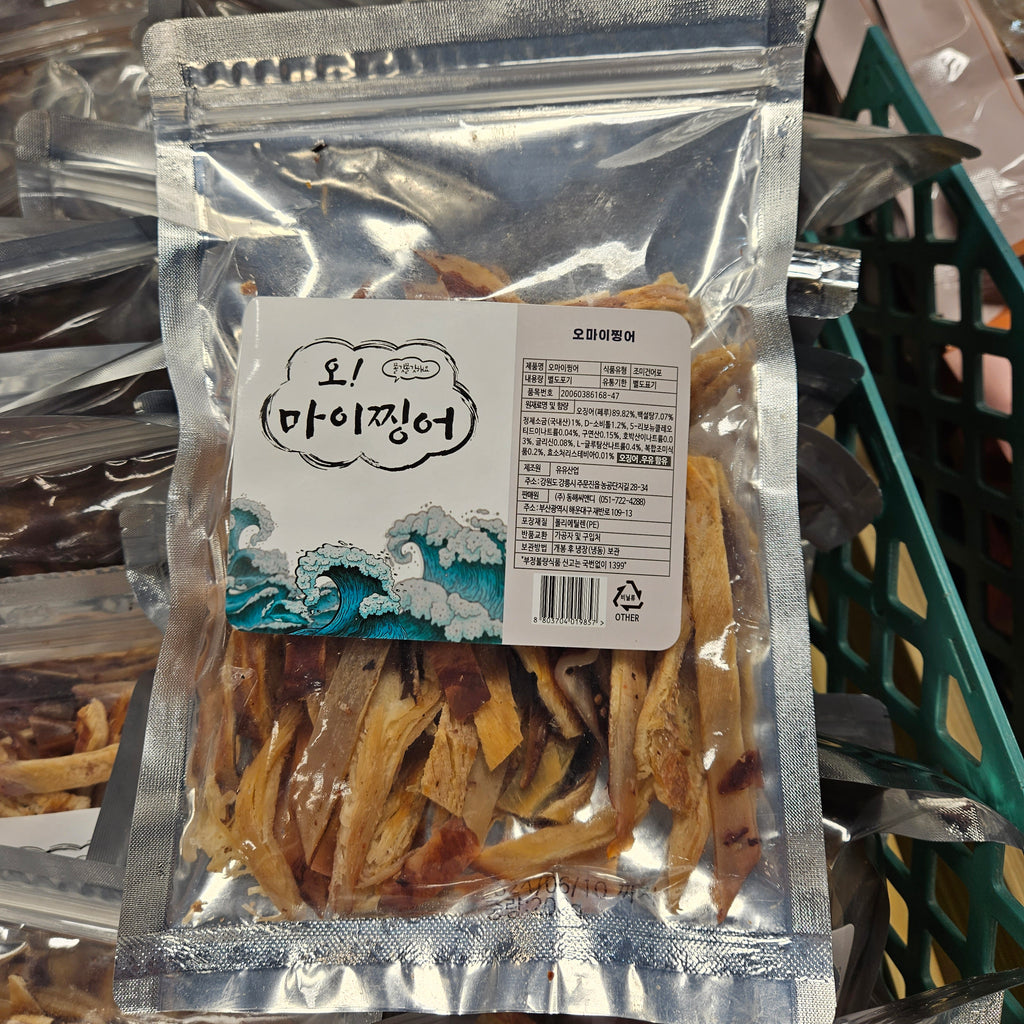 오!
마이찡어
오마이찡어
제품명 오마이찡어 식품유형 조미건어포
내용량 별도포기 유통기한 별도표기
품목번호 20060386168-47
원재료명 및 함량 오징어(페루)89.82%,백설탕7.07%
정제소금(국내산)1%, D-소비톨1.2%, 5-리보뉴클레오
티드이나트륨0.04%, 구연산0.15%, 호박산이나트륨0.0
3%, 글리신0.08%, L-글루탐산나트륨0.4%, 복합조미식
품0.2%, 효소처리스테비아0.01% 오징어,우유 함유
제조원 유유산업
주소 : 강원도 강릉시 주문진읍 농공단지길 28-34
판매원 (주) 동해씨앤디 (051-722-4288)
주소 : 부산광역시 해운대구 재반로 109-13
포장재질 폴리에틸렌(PE)
반품교환 가공자 및 구입처
보관방법 개봉 후 냉장(냉동) 보관
"부정불량식품 신고는 국번없이 1399"
8 803704 019857 >
비닐류
OTHER
/06/10